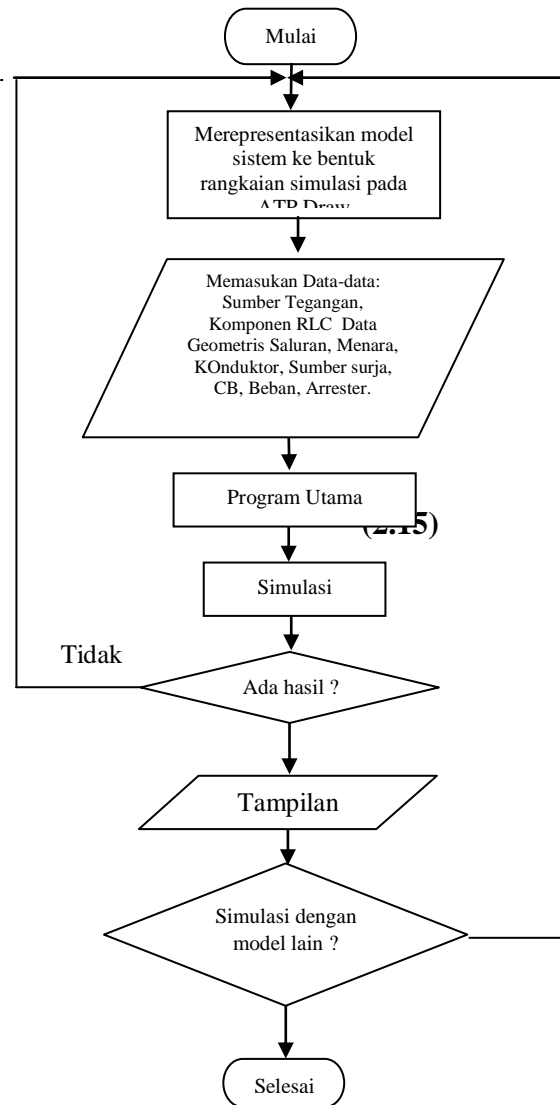 Mulai
Merepresentasikan model
sistem ke bentuk
rangkaian simulasi pada
ATP Draw
Memasukan Data-data:
Sumber Tegangan,
Komponen RLC Data
Geometris Saluran, Menara,
KOnduktor, Sumber surja,
CB, Beban, Arrester.
Program Utama
(2.15)
Simulasi
Tidak
Ada hasil ?
Tampilan
Simulasi dengan
model lain ?
Selesai